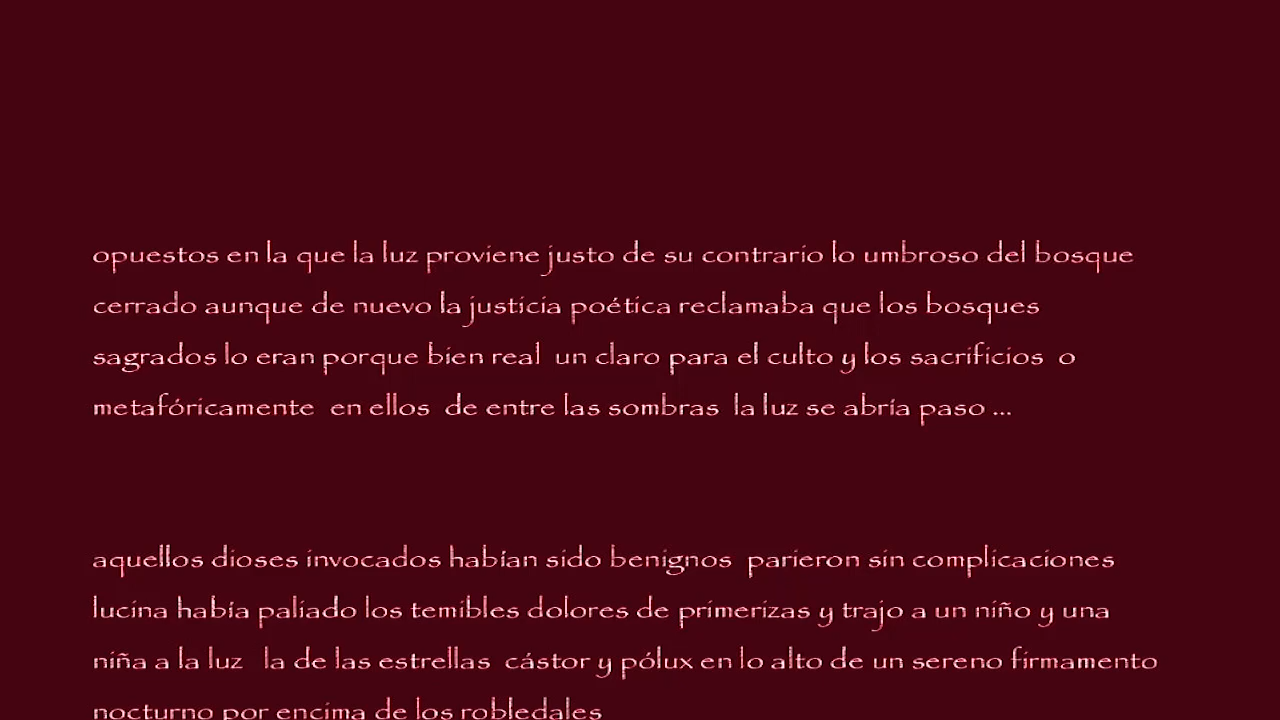 opuestos en la que la luz proviene justo de su contrario lo umbroso del bosque
cerrado aunque de nuevo la justicia poética reclamaba que los bosques
sagrados lo eran porque bien real un claro para el culto y los sacrificios o
metafóricamente en ellos de entre las sombras la luz se abría paso ...
aquellos dioses invocados habían sido benignos parieron sin complicaciones
lucina había paliado los temibles dolores de primerizas y trajo a un niño y una
niña a la luz la de las estrellas cástor y pólux en lo alto de un sereno firmamento
nocturno por encima de los robledales